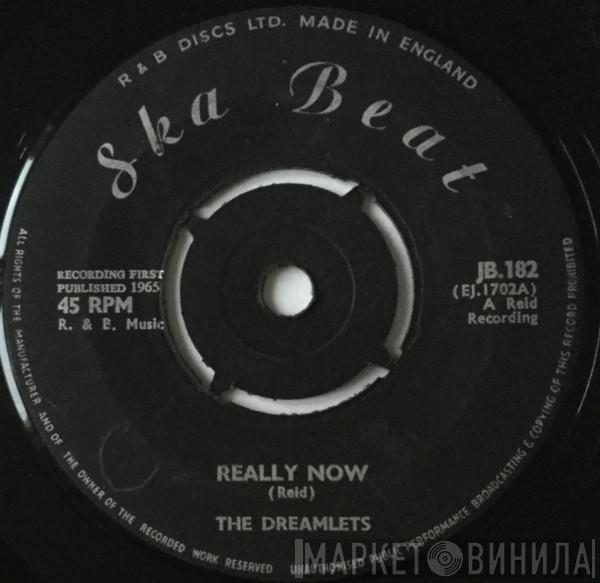 R & B DISCS LTD. MADE IN ENGLAND
Ska Beat
RECORDING FIRST
PUBLISHED 1965
45 RPM
R. & B. Music
JB.182
(EJ.1702A)
A Reid
Recording
REALLY NOW
(Reid)
THE DREAMLETS
ALL RIGHTS OF THE MANUFACTURER AND OF THE OWNER OF THE RECORDED WORK RESERVED UNAUTHORISED PUBLIC PERFORMANCE BROADCASTING & COPYING OF THIS RECORD PROHIBITED
МАРКЕТ ВИНИЛА